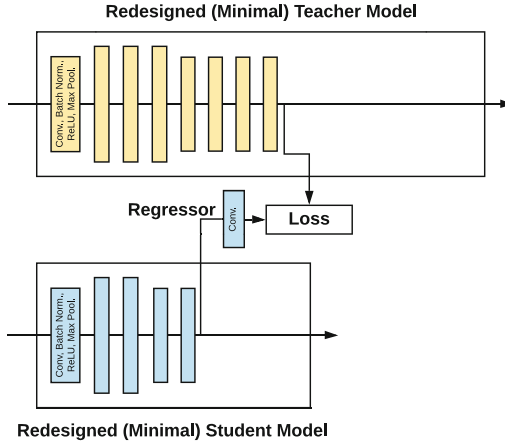 Redesigned (Minimal) Teacher Model
Conv., Batch Norm.,
ReLU, Max Pool.
Regressor
Conv.
Loss
Conv, Batch Norm.,
ReLU, Max Pool.
Redesigned (Minimal) Student Model